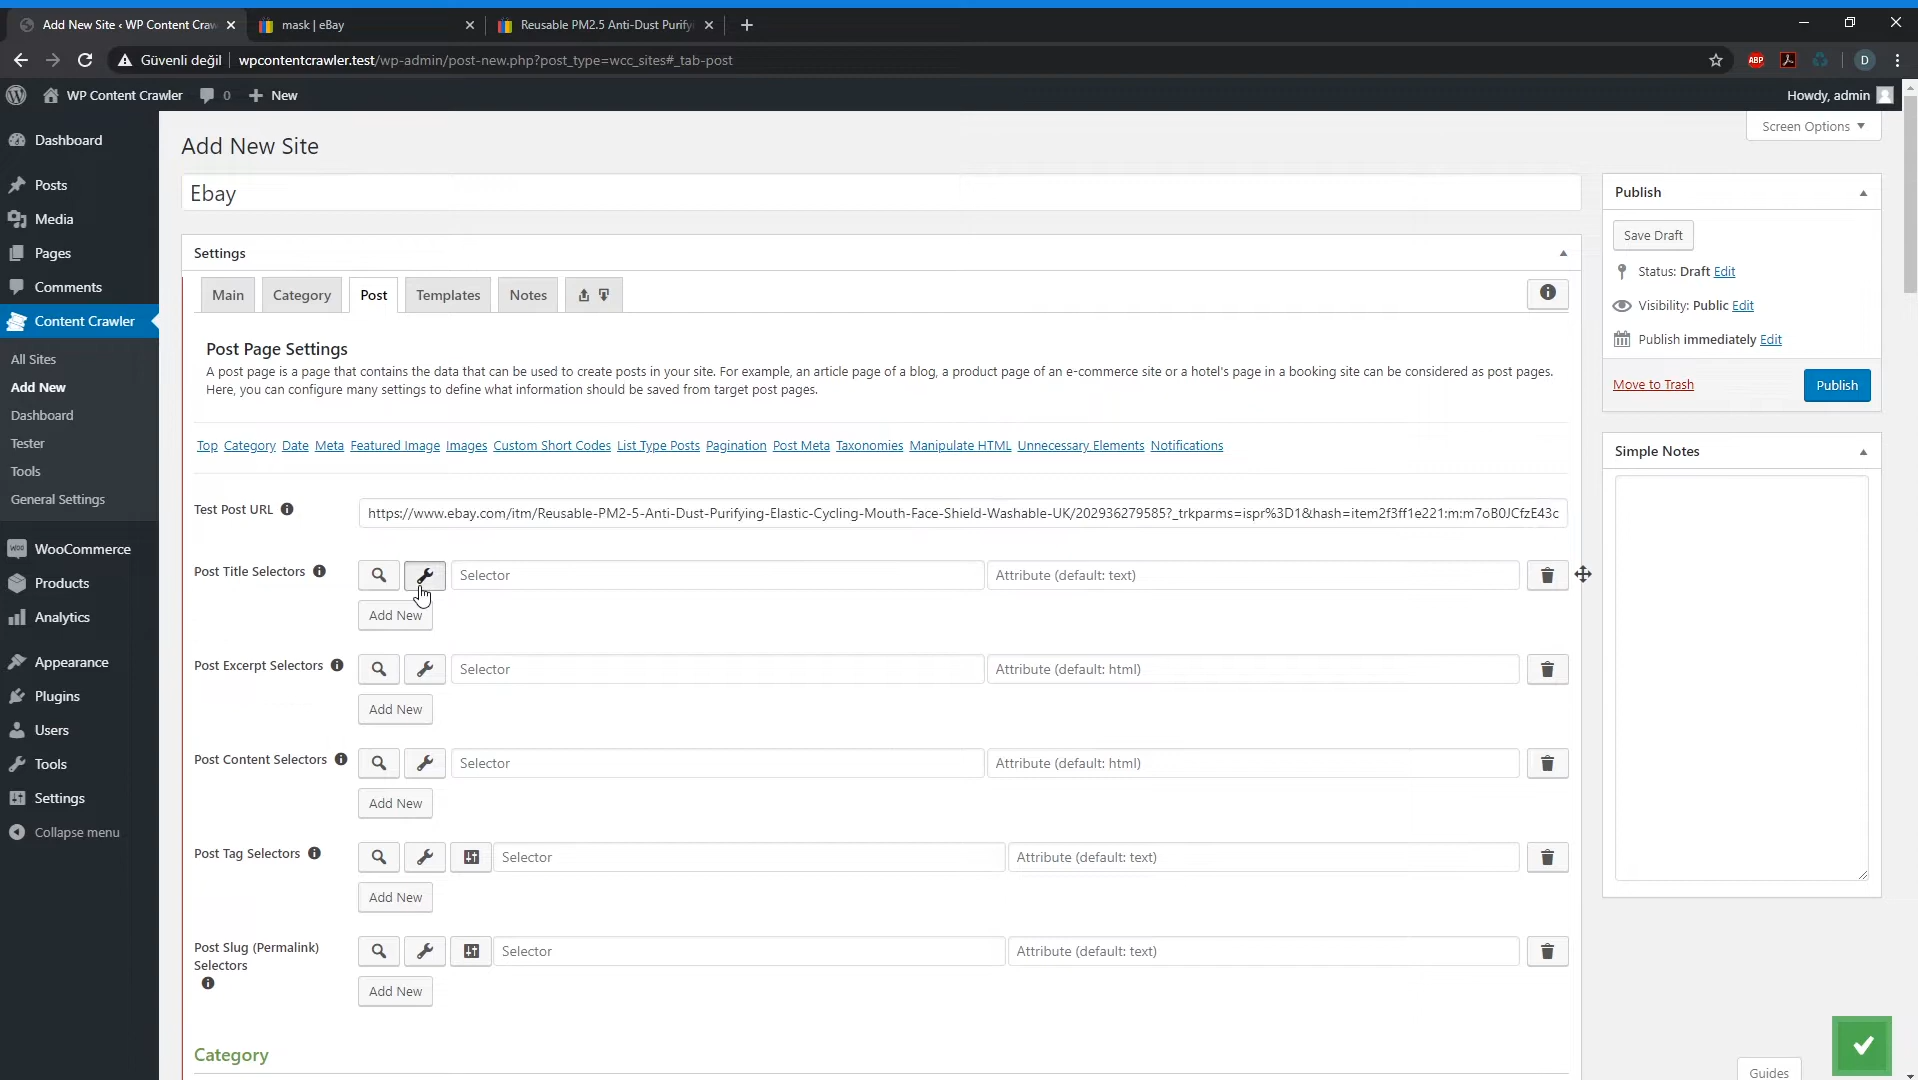 Add New Site ‹ WP Content Craw
mask | eBay
Reusable PM2.5 Anti-Dust Purify
Güvenli değil
wpcontentcrawler.test/wp-admin/post-new.php?post_type=wcc_sites#_tab-post
ABP
D
WP Content Crawler
0
New
Howdy, admin
Screen Options
Dashboard
Posts
Media
Pages
Comments
Content Crawler
All Sites
Add New
Dashboard
Tester
Tools
General Settings
WooCommerce
Products
Analytics
Appearance
Plugins
Users
Tools
Settings
Collapse menu
Add New Site
Ebay
Settings
Main
Category
Post
Templates
Notes
Post Page Settings
A post page is a page that contains the data that can be used to create posts in your site. For example, an article page of a blog, a product page of an e-commerce site or a hotel's page in a booking site can be considered as post pages.
Here, you can configure many settings to define what information should be saved from target post pages.
Top Category Date Meta Featured Image Images Custom Short Codes List Type Posts Pagination Post Meta Taxonomies Manipulate HTML Unnecessary Elements Notifications
Test Post URL
https://www.ebay.com/itm/Reusable-PM2-5-Anti-Dust-Purifying-Elastic-Cycling-Mouth-Face-Shield-Washable-UK/202936279585?_trkparms=ispr%3D1&hash=item2f3ff1e221:m:m7oB0JCfzE43c
Post Title Selectors
Selector
Attribute (default: text)
Add New
Post Excerpt Selectors
Selector
Attribute (default: html)
Add New
Post Content Selectors
Selector
Attribute (default: html)
Add New
Post Tag Selectors
Selector
Attribute (default: text)
Add New
Post Slug (Permalink)
Selectors
Selector
Attribute (default: text)
Add New
Category
Publish
Save Draft
Status: Draft Edit
Visibility: Public Edit
Publish immediately Edit
Move to Trash
Publish
Simple Notes
Guides